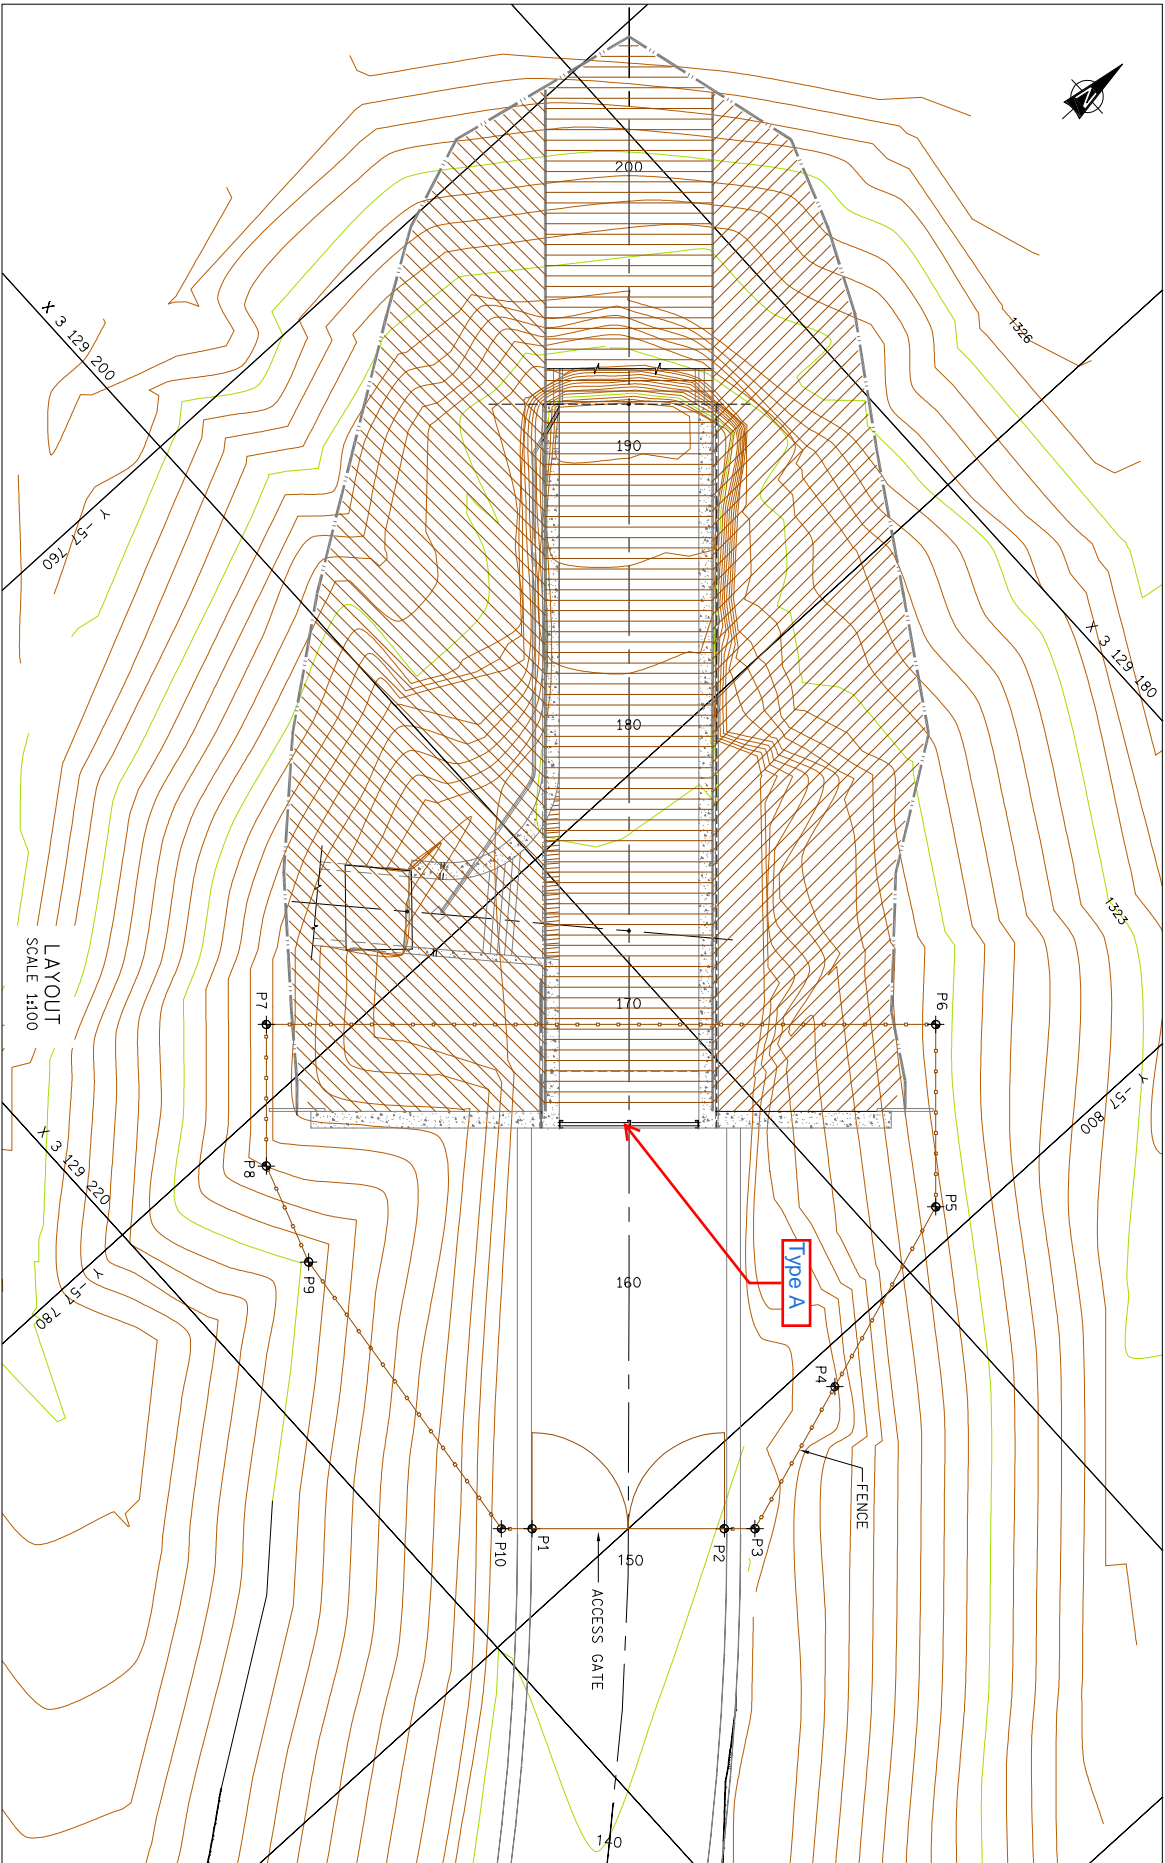 N
200
1326
X 3 129 200
190
Y -57 760
X 3 129 180
180
1323
LAYOUT
SCALE 1:100
170
P7
P6
Y -57 800
X 3 129 220
P8
P5
Type A
Y -57 780
P9
160
P4
FENCE
P10
P1
150
P2
P3
ACCESS GATE
140